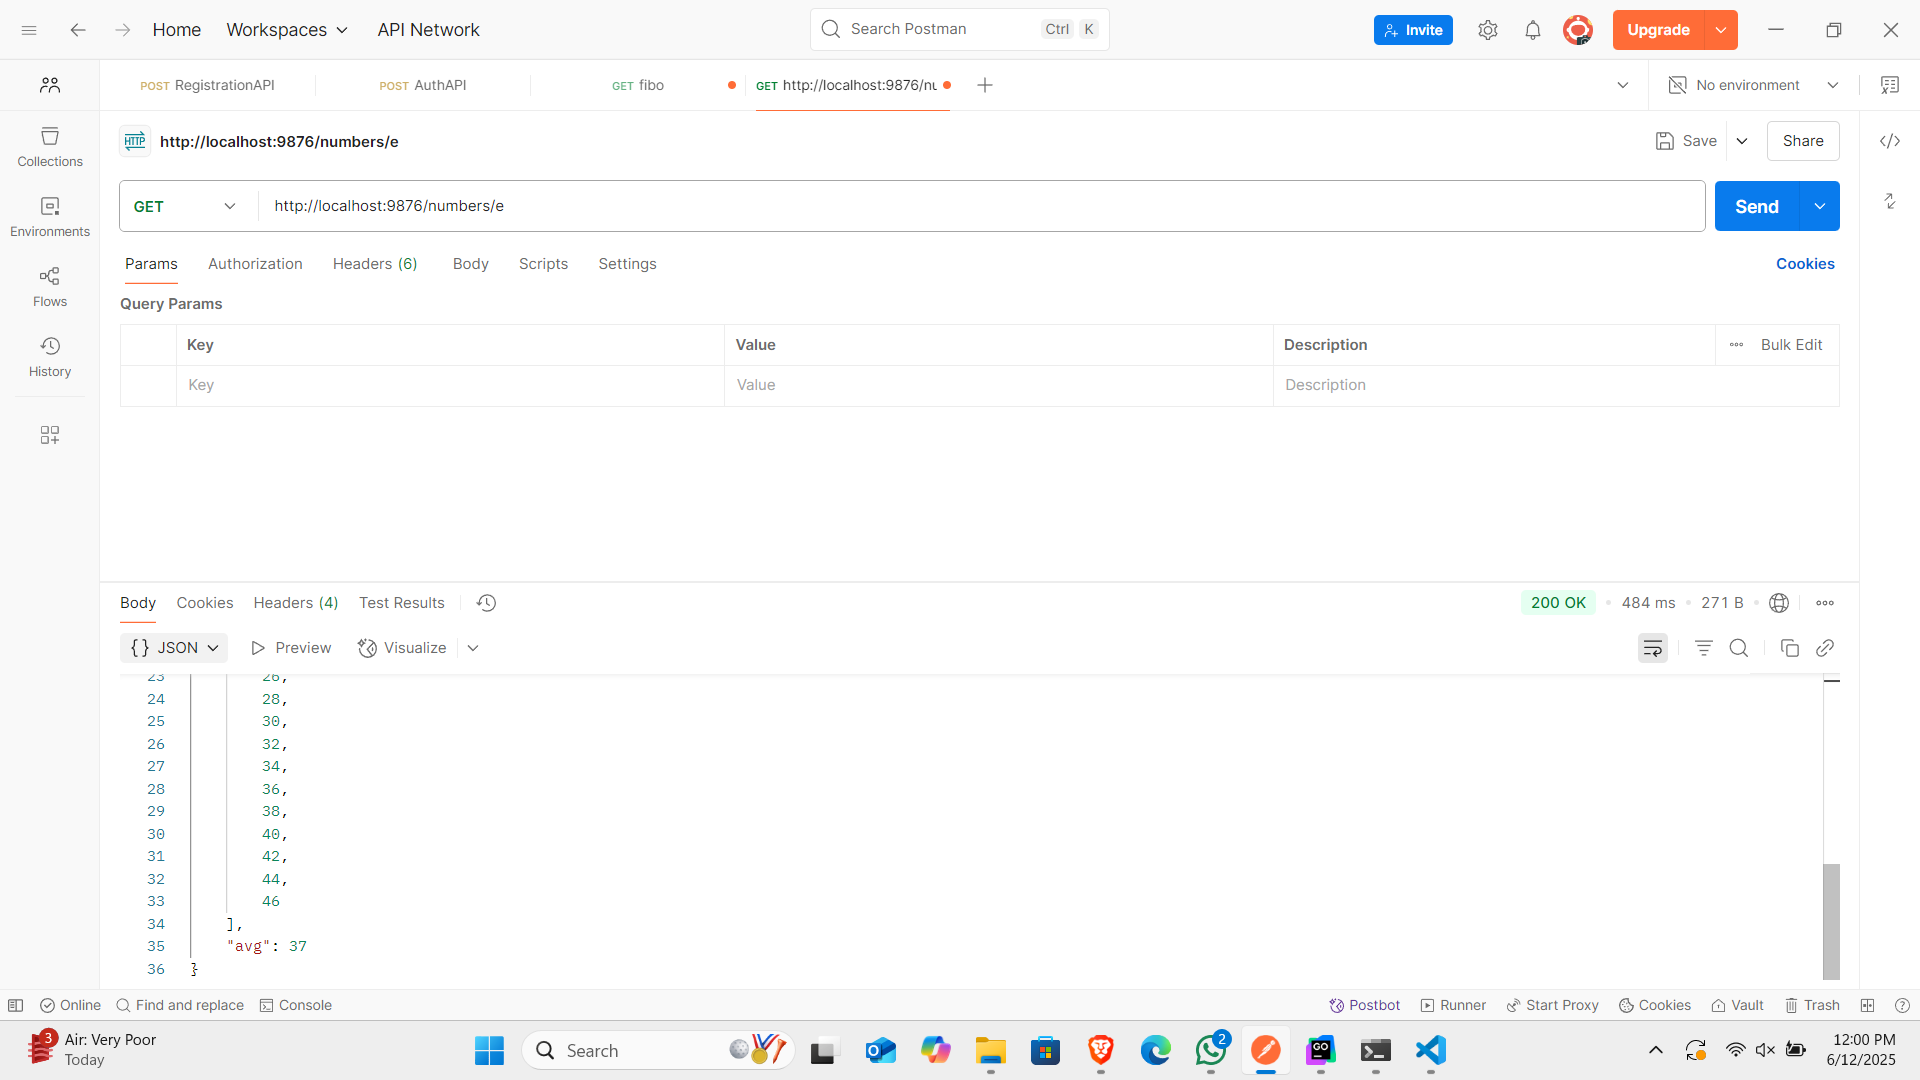 Home Workspaces API Network
Search Postman Ctrl K
Invite Upgrade
POST RegistrationAPI POST AuthAPI GET fibo GET http://localhost:9876/nu No environment
HTTP http://localhost:9876/numbers/e Save Share
GET http://localhost:9876/numbers/e Send
Params Authorization Headers (6) Body Scripts Settings Cookies
Query Params
Key Value Description Bulk Edit
Key Value Description
Collections
Environments
Flows
History
Body Cookies Headers (4) Test Results 200 OK 484 ms 271 B
{} JSON Preview Visualize
23 26,
24 28,
25 30,
26 32,
27 34,
28 36,
29 38,
30 40,
31 42,
32 44,
33 46
34 ],
35 "avg": 37
36 }
Online Find and replace Console Postbot Runner Start Proxy Cookies Vault Trash
3 Air: Very Poor
Today
Search
GO
2
12:00 PM
6/12/2025